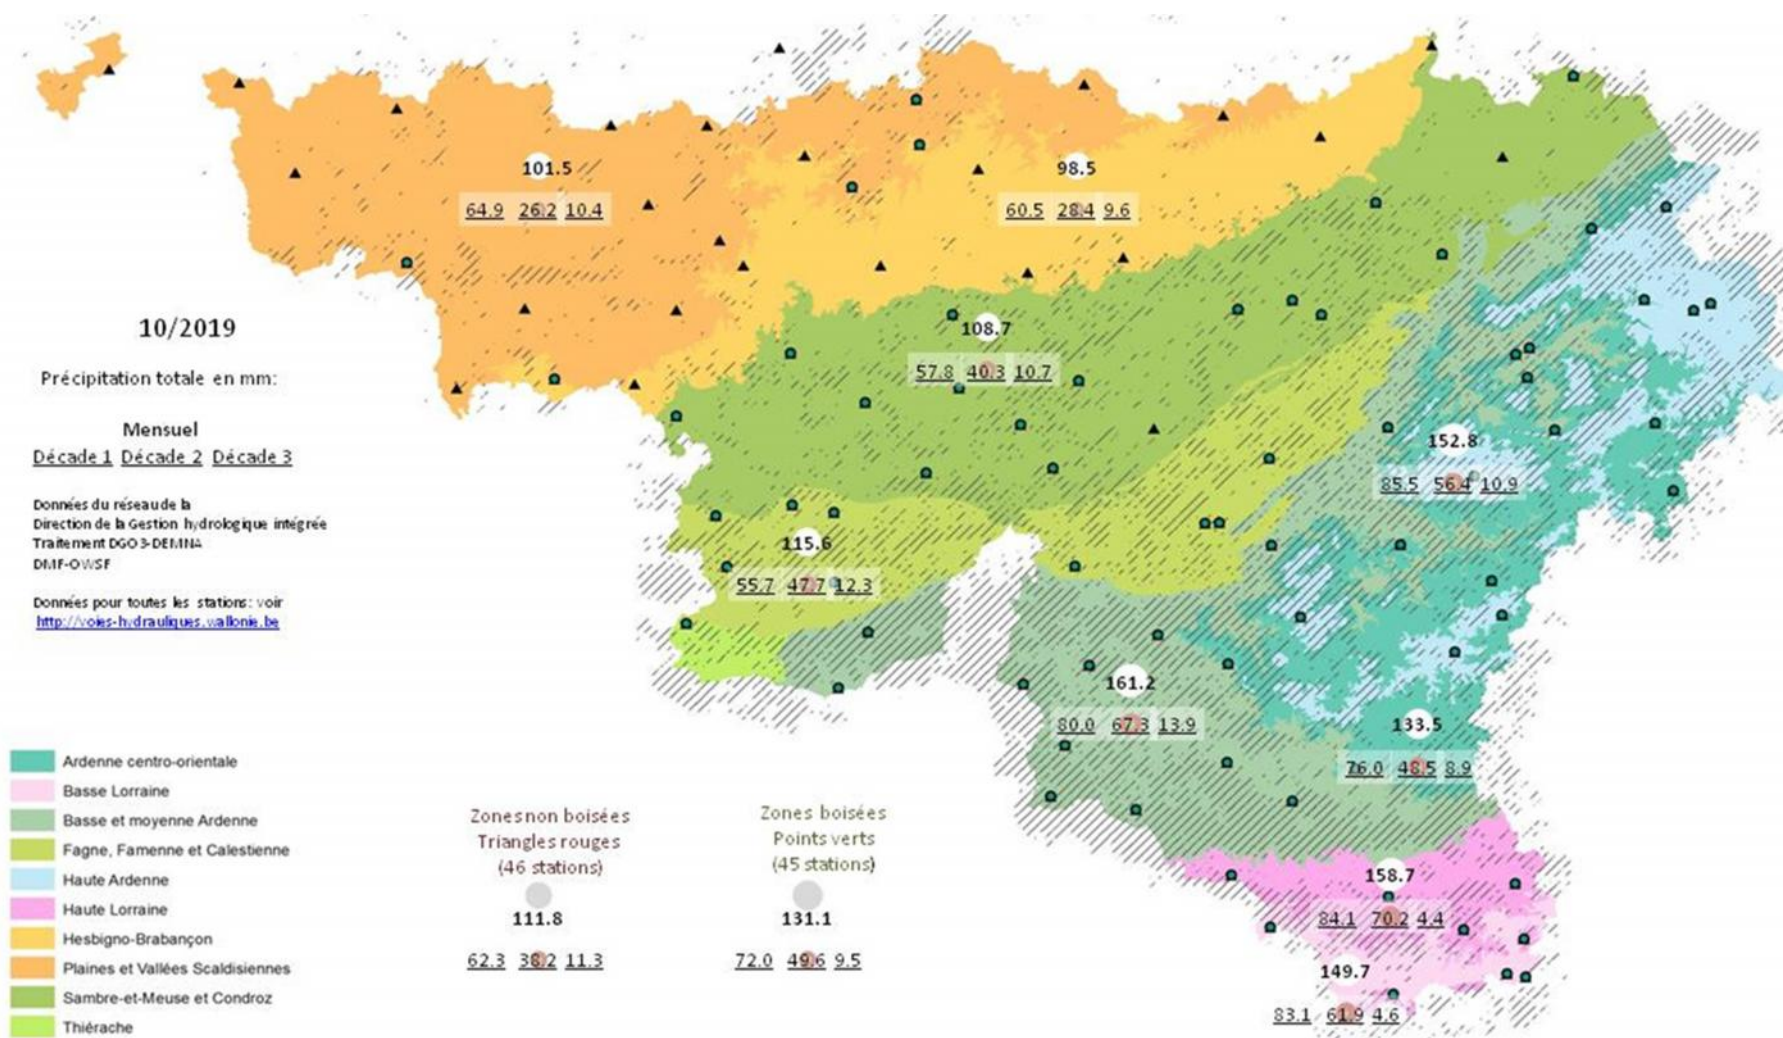 101.5
64.9 26.2 10.4
98.5
60.5 28.4 9.6
10/2019
Précipitation totale en mm:
Mensuel
Décade 1 Décade 2 Décade 3
Données du réseau de la
Direction de la Gestion hydrologique intégrée
Traitement DGO3-DEMNA
DMF-OWSF
Données pour toutes les stations: voir
http://voies-hydrauliques.wallonie.be
108.7
57.8 40.3 10.7
152.8
85.5 56.4 10.9
115.6
55.7 47.7 12.3
161.2
80.0 67.3 13.9
133.5
76.0 48.5 8.9
158.7
84.1 70.2 4.4
149.7
83.1 61.9 4.6
Ardenne centro-orientale
Basse Lorraine
Basse et moyenne Ardenne
Fagne, Famenne et Calestienne
Haute Ardenne
Haute Lorraine
Hesbigno-Brabançon
Plaines et Vallées Scaldisiennes
Sambre-et-Meuse et Condroz
Thiérache
Zones non boisées
Triangles rouges
(46 stations)
111.8
62.3 38.2 11.3
Zones boisées
Points verts
(45 stations)
131.1
72.0 49.6 9.5